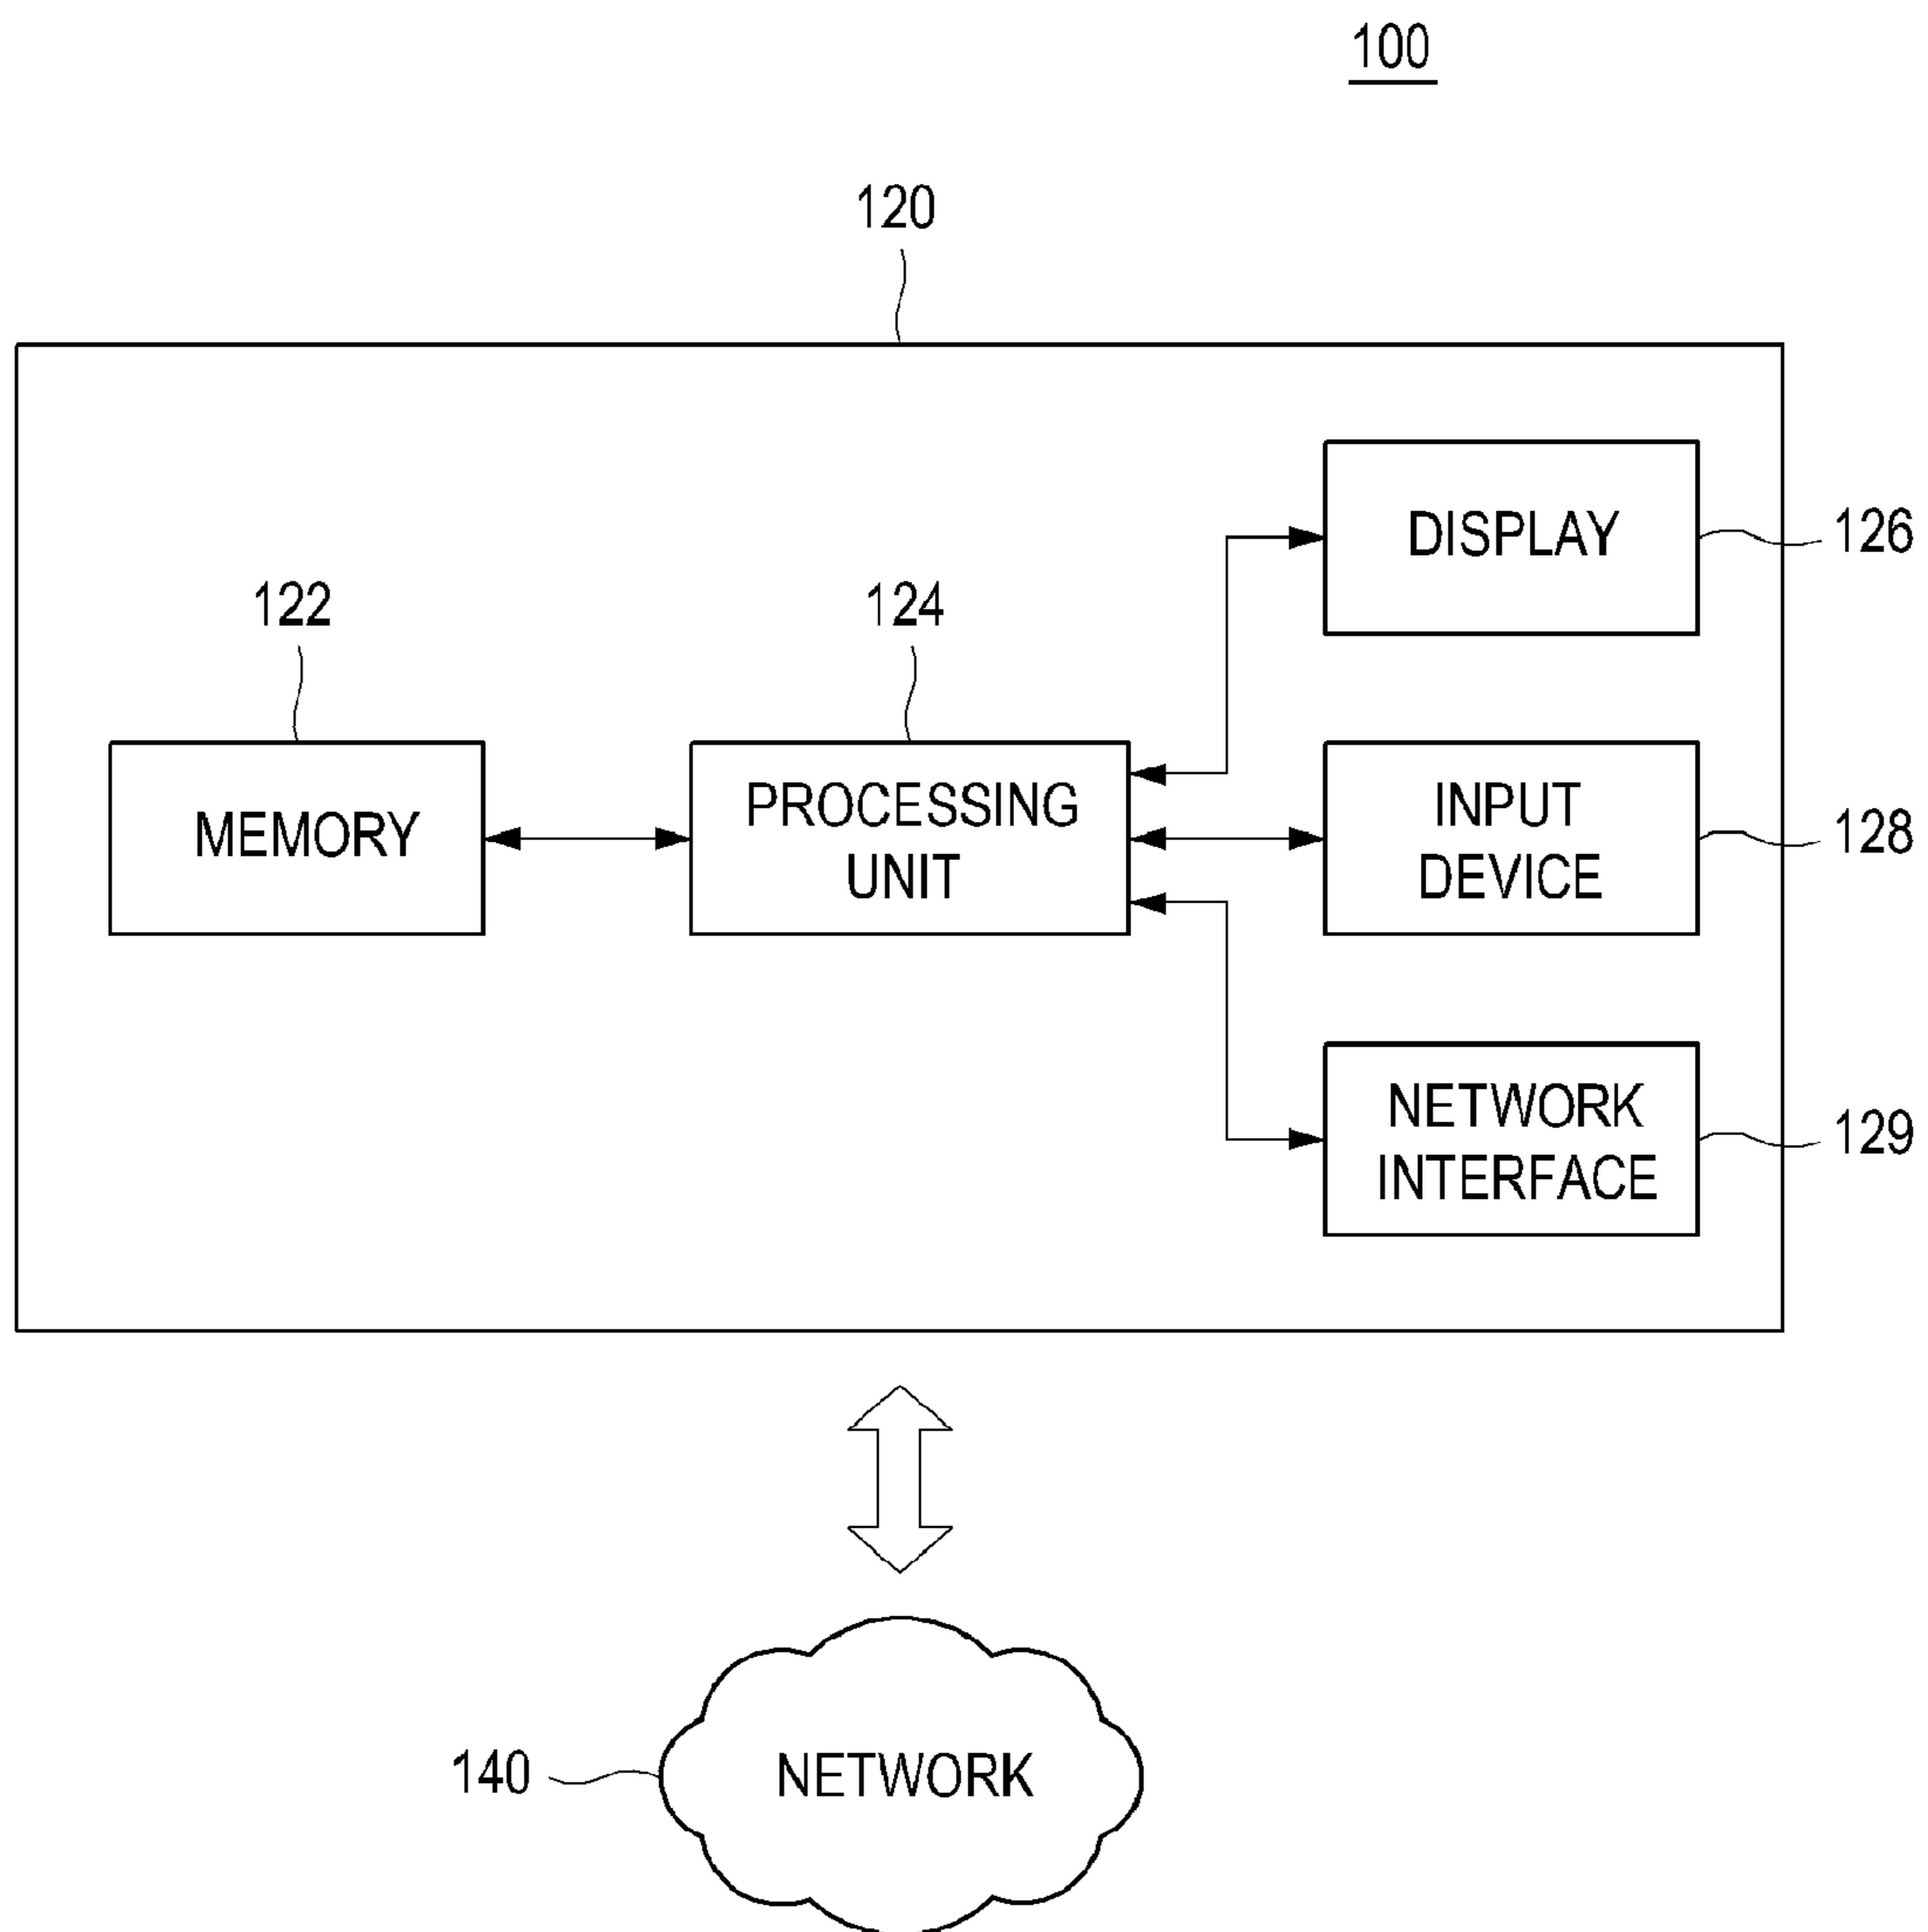 100
120
DISPLAY
126
122
124
MEMORY
PROCESSING
UNIT
INPUT
DEVICE
128
NETWORK
INTERFACE
129
140
NETWORK